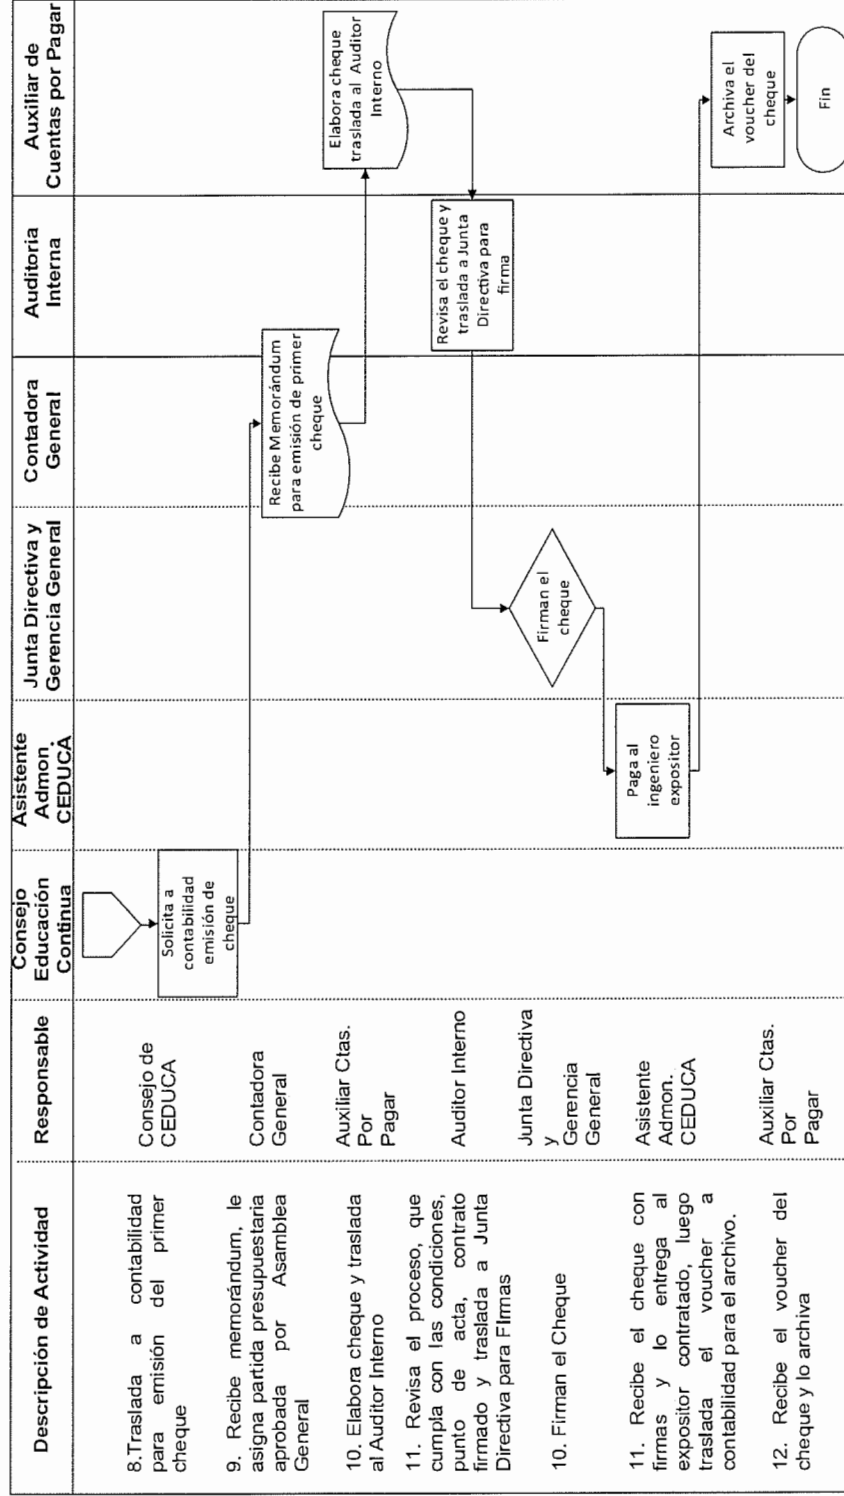 Descripción de Actividad
Responsable
Consejo
Educación
Continua
Asistente
Admon.
CEDUCA
Junta Directiva y
Gerencia General
Contadora
General
Auditoria
Interna
Auxiliar de
Cuentas por Pagar
8.Traslada a contabilidad
para emisión del primer
cheque
Consejo de
CEDUCA
Solicita a
contabilidad
emisión de
cheque
9. Recibe memorándum, le
asigna partida presupuestaria
aprobada por Asamblea
General
Contadora
General
Recibe Memorándum
para emisión de primer
cheque
10. Elabora cheque y traslada
al Auditor Interno
Auxiliar Ctas.
Por
Pagar
Elabora cheque
traslada al Auditor
Interno
11. Revisa el proceso, que
cumpla con las condiciones,
punto de acta, contrato
firmado y traslada a Junta
Directiva para FIrmas
Auditor Interno
Revisa el cheque y
traslada a Junta
Directiva para
firma
10. Firman el Cheque
Junta Directiva
y
Gerencia
General
Firman el
cheque
11. Recibe el cheque con
firmas y lo entrega al
expositor contratado, luego
traslada el voucher a
contabilidad para el archivo.
Asistente
Admon.
CEDUCA
Paga al
ingeniero
expositor
12. Recibe el voucher del
cheque y lo archiva
Auxiliar Ctas.
Por
Pagar
Archiva el
voucher del
cheque
Fin